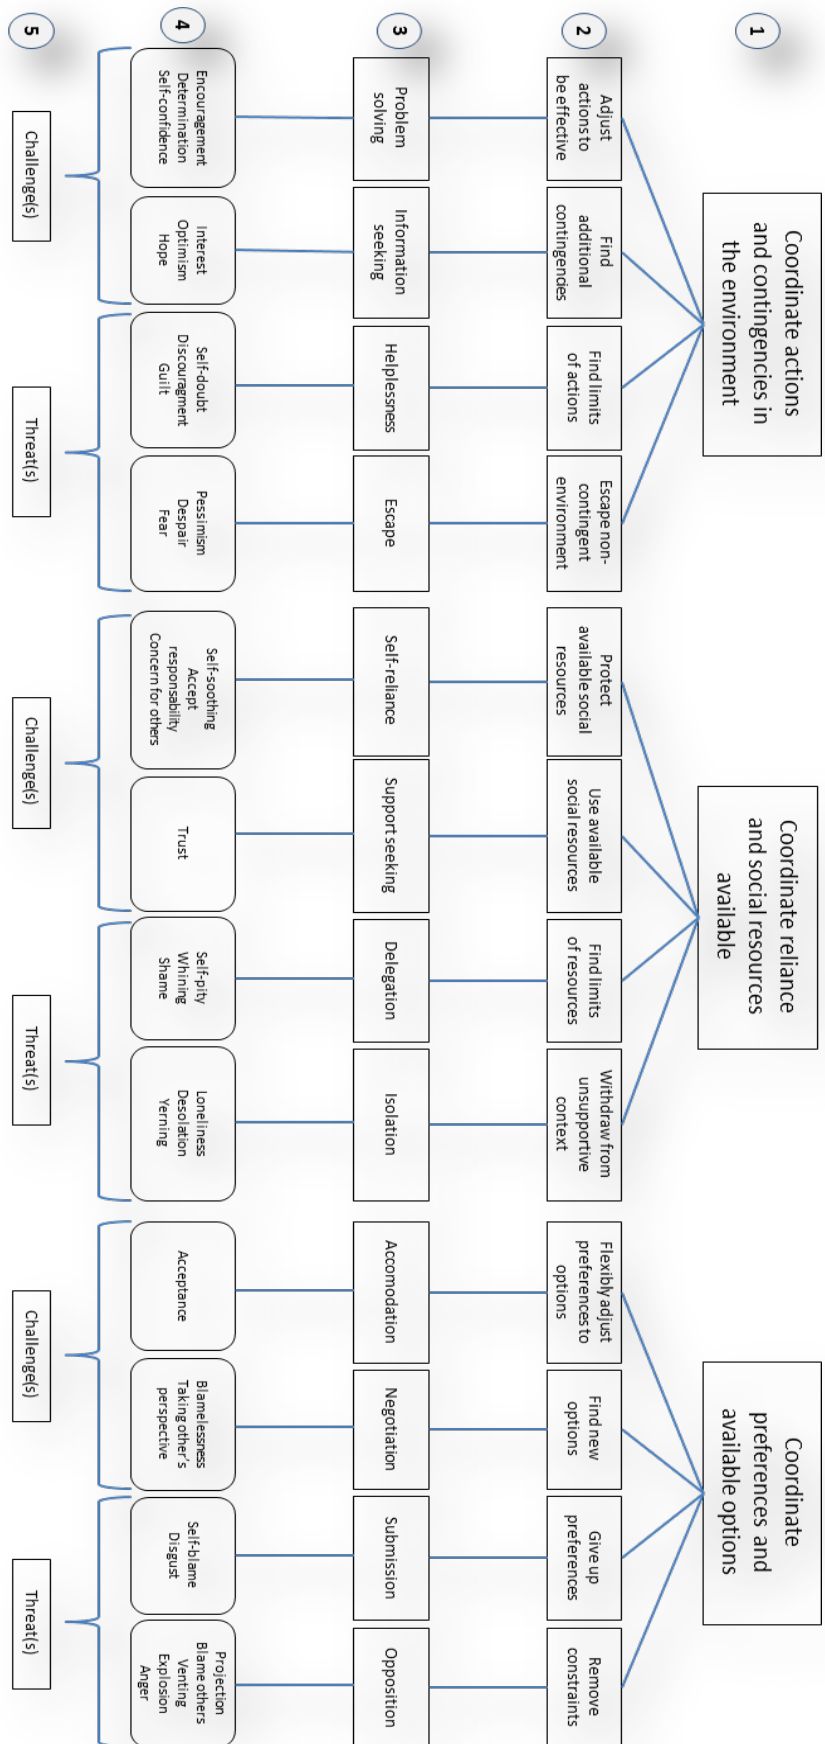 1
Coordinate actions
and contingencies in
the environment
Coordinate reliance
and social resources
available
Coordinate
preferences and
available options
2
Adjust
actions to
be effective
Find
additional
contingencies
Find limits
of actions
Escape non-
contingent
environment
Protect
available social
resources
Use available
social resources
Find limits
of resources
Withdraw from
unsupportive
context
Flexibly adjust
preferences to
options
Find new
options
Give up
preferences
Remove
constraints
3
Problem
solving
Information
seeking
Helplessness
Escape
Self-reliance
Support seeking
Delegation
Isolation
Accomodation
Negotiation
Submission
Opposition
4
Encouragement
Determination
Self-confidence
Interest
Optimism
Hope
Self-doubt
Discouragment
Guilt
Pessimism
Despair
Fear
Self-soothing
Accept
responsability
Concern for others
Trust
Self-pity
Whining
Shame
Loneliness
Desolation
Yerning
Acceptance
Blamelessness
Taking other's
perspective
Self-blame
Disgust
Projection
Blame others
Venting
Explosion
Anger
5
Challenge(s)
Threat(s)
Challenge(s)
Threat(s)
Challenge(s)
Threat(s)